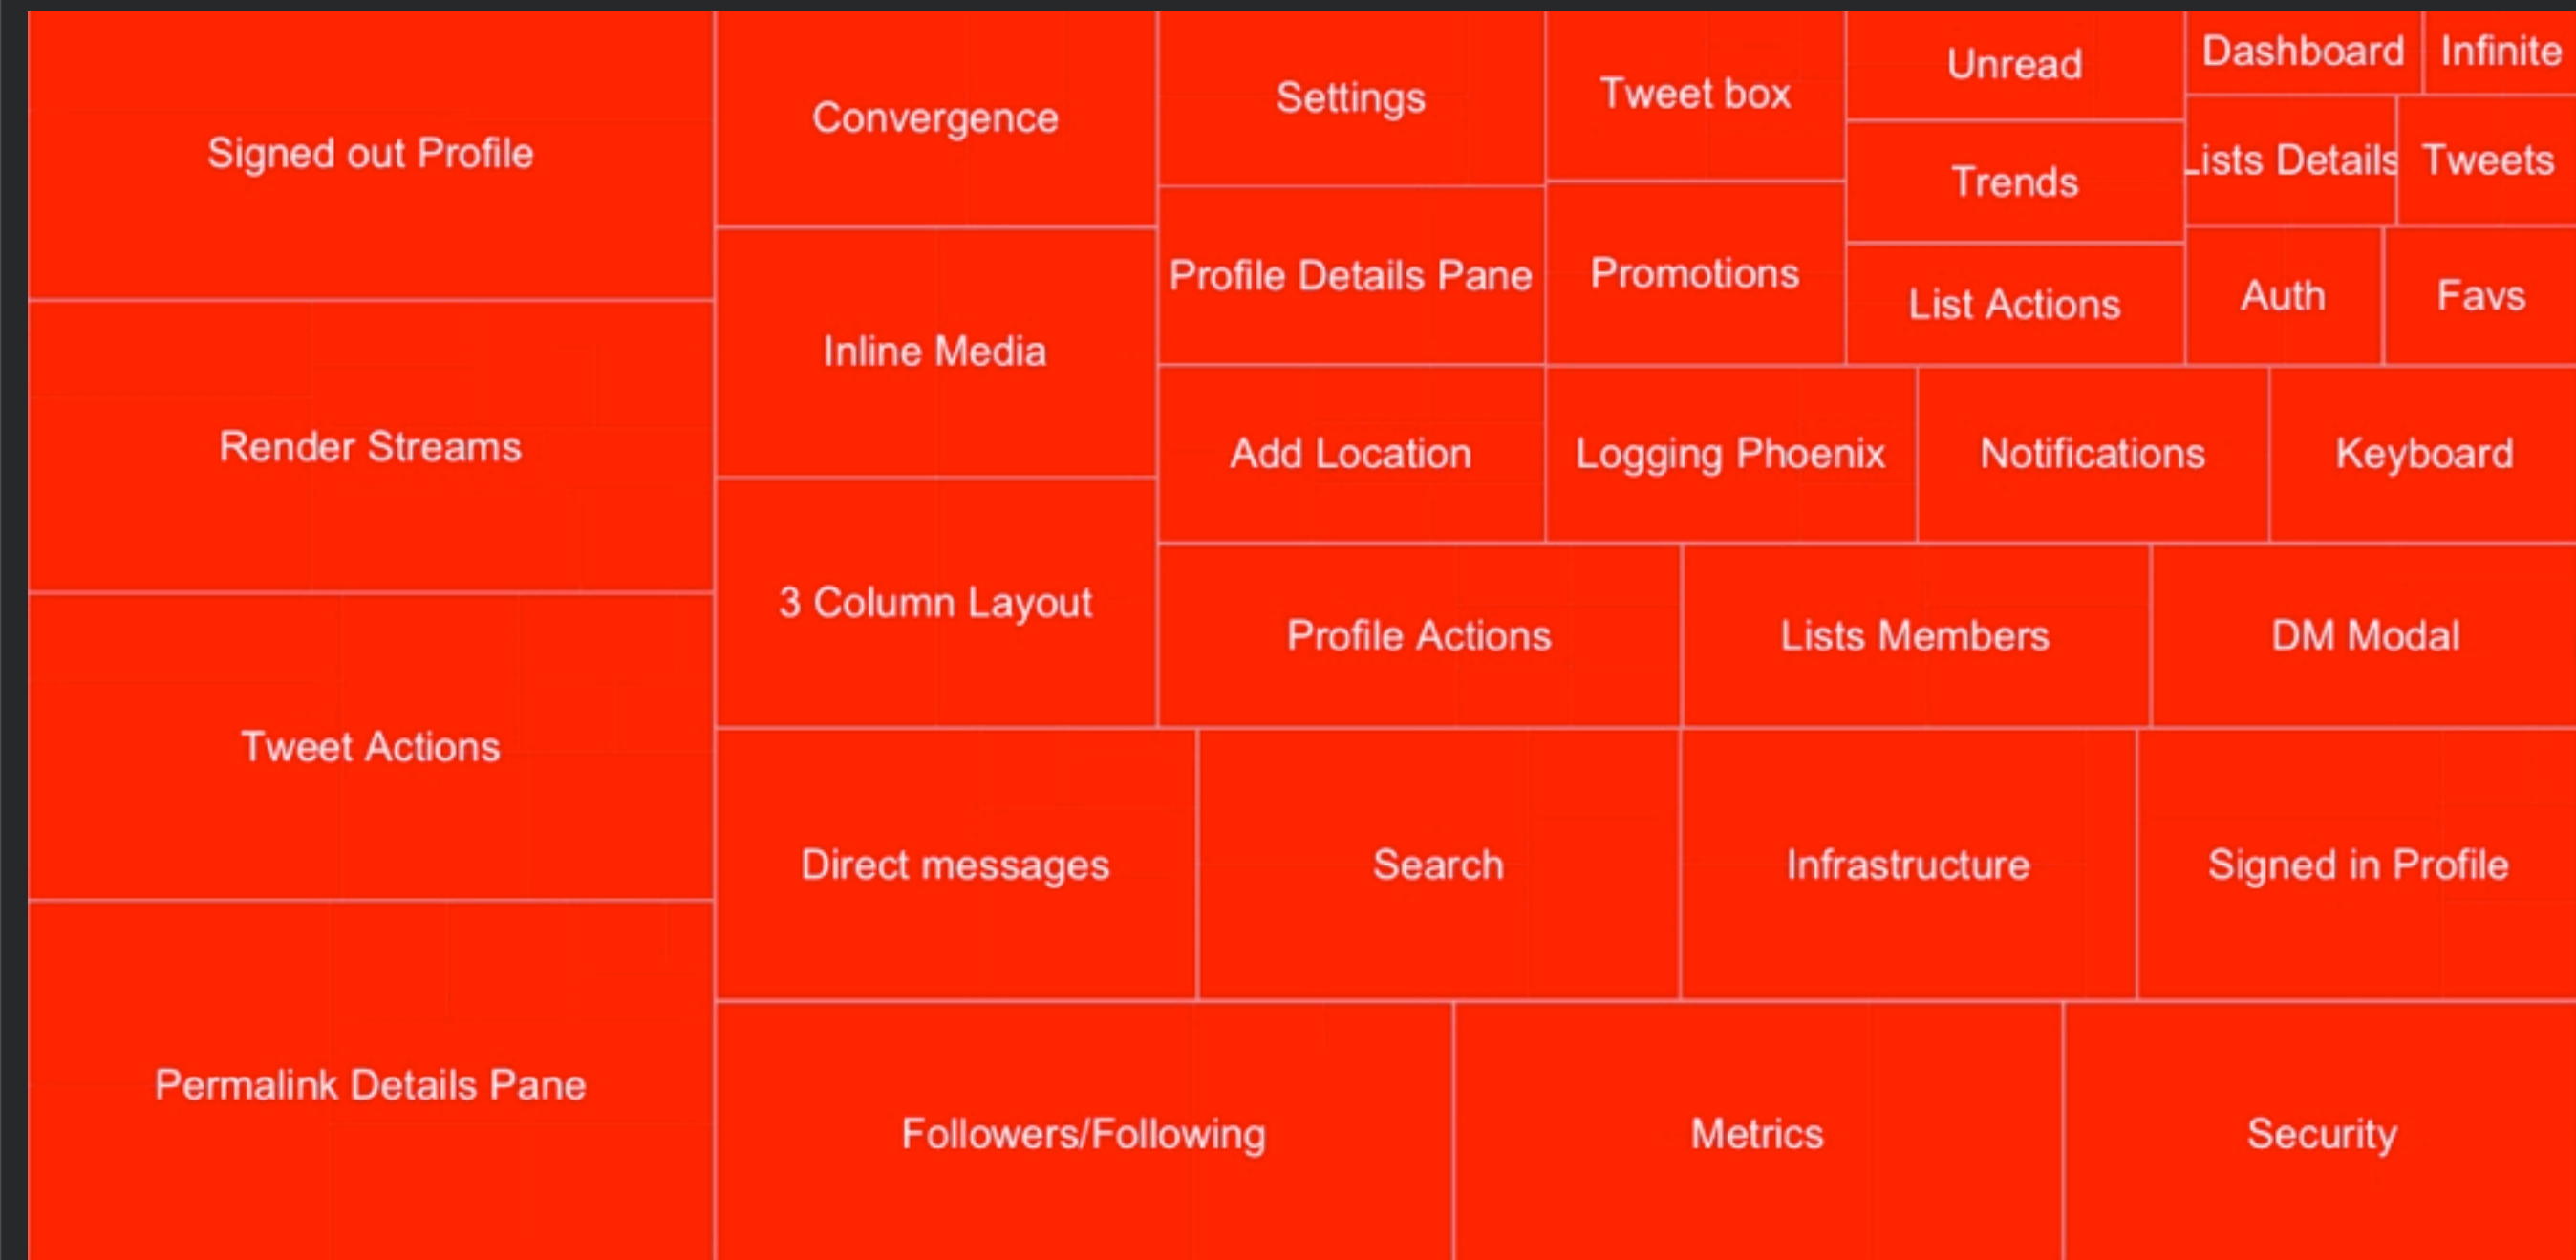 Signed out Profile
Render Streams
Tweet Actions
Permalink Details Pane
Convergence
Inline Media
3 Column Layout
Settings
Profile Details Pane
Add Location
Tweet box
Promotions
Unread
Trends
List Actions
Dashboard
Infinite
Lists Details
Tweets
Auth
Favs
Logging Phoenix
Notifications
Keyboard
Profile Actions
Lists Members
DM Modal
Direct messages
Search
Infrastructure
Signed in Profile
Followers/Following
Metrics
Security